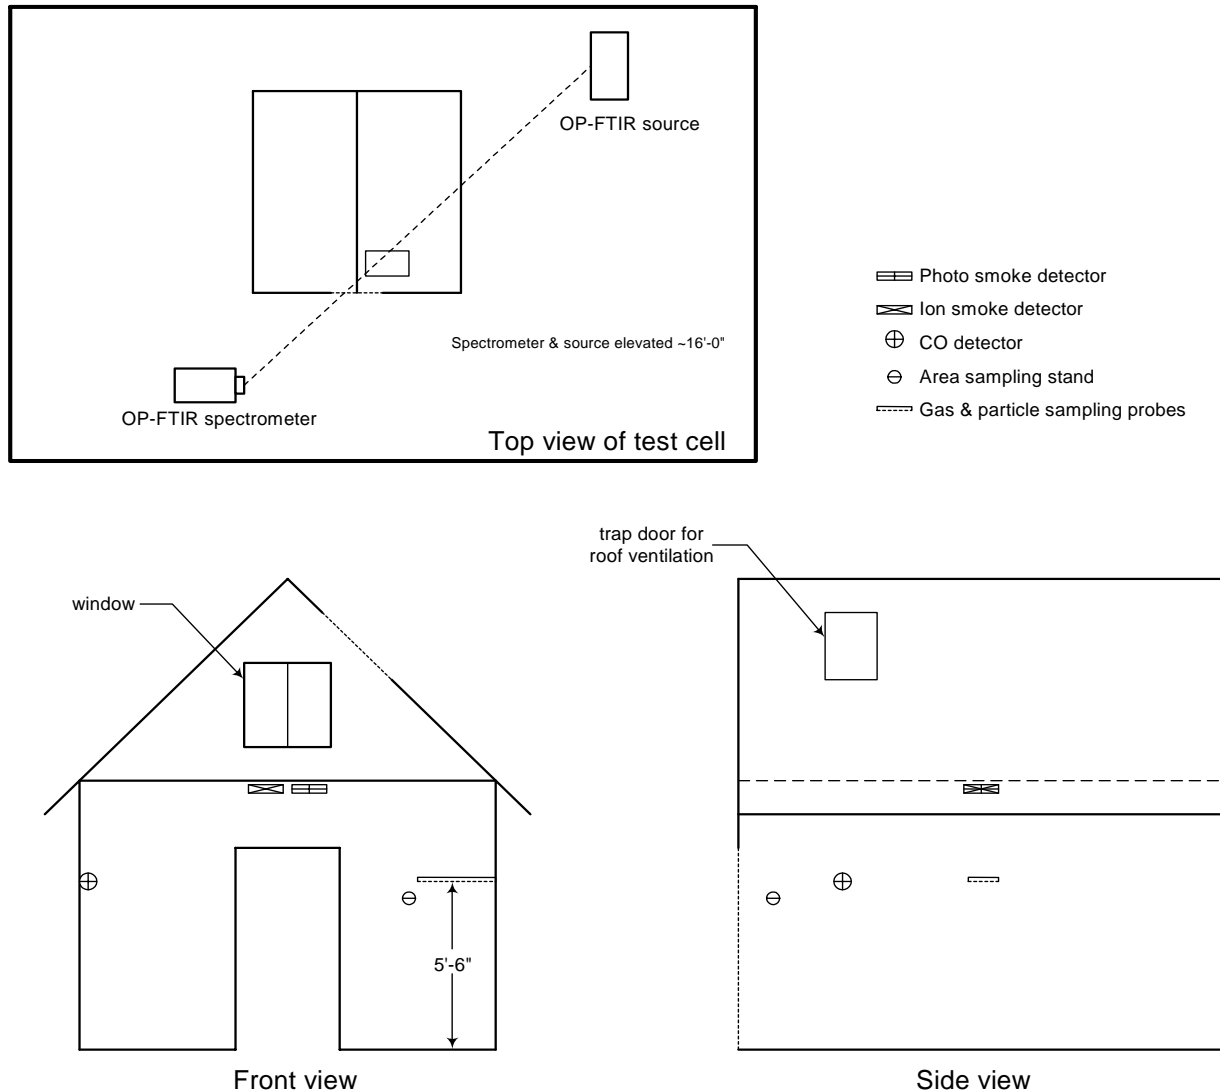 OP-FTIR source
Spectrometer & source elevated ~16'-0"
OP-FTIR spectrometer
Top view of test cell
Photo smoke detector
Ion smoke detector
CO detector
Area sampling stand
Gas & particle sampling probes
trap door for
roof ventilation
window
5'-6"
Front view
Side view